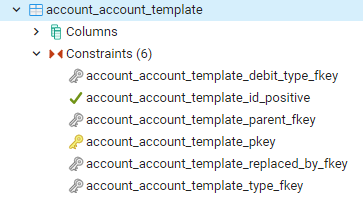 account_account_template
Columns
Constraints (6)
account_account_template_debit_type_fkey
account_account_template_id_positive
account_account_template_parent_fkey
account_account_template_pkey
account_account_template_replaced_by_fkey
account_account_template_type_fkey